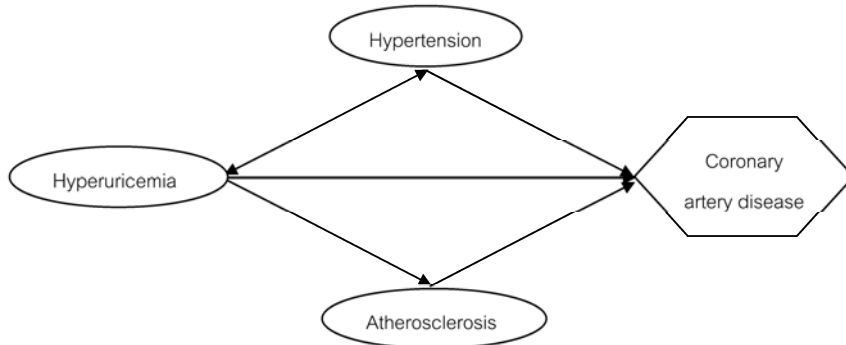 Hypertension
Hyperuricemia
Coronary
artery disease
Atherosclerosis